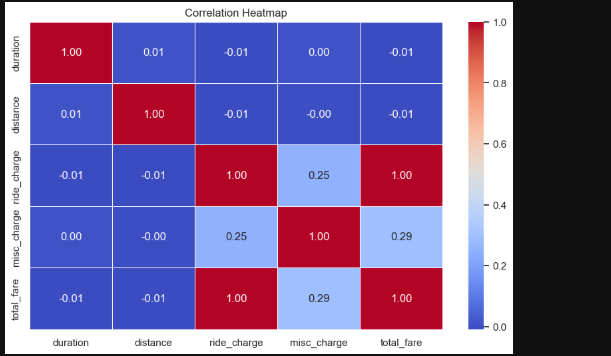 Correlation Heatmap
duration 1.00 0.01 -0.01 0.00 -0.01
distance 0.01 1.00 -0.01 -0.00 -0.01
ride_charge -0.01 -0.01 1.00 0.25 1.00
misc_charge 0.00 -0.00 0.25 1.00 0.29
total_fare -0.01 -0.01 1.00 0.29 1.00
duration distance ride_charge misc_charge total_fare
1.0
0.8
0.6
0.4
0.2
0.0